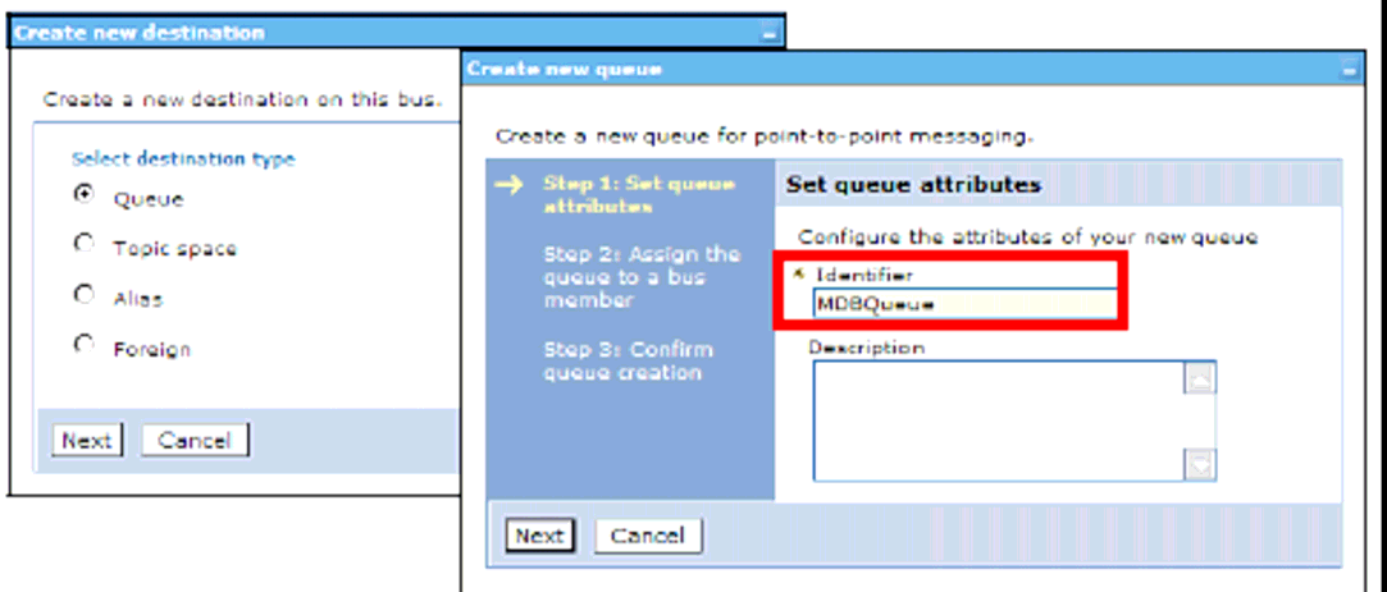 Create new destination
Create a new destination on this bus.
Select destination type
Queue
Topic space
Alias
Foreign
Next
Cancel
Create new queue
Create a new queue for point-to-point messaging.
Step 1: Set queue
attributes
Step 2: Assign the
queue to a bus
member
Step 3: Confirm
queue creation
Set queue attributes
Configure the attributes of your new queue
* Identifier
MDBQueue
Description
Next
Cancel